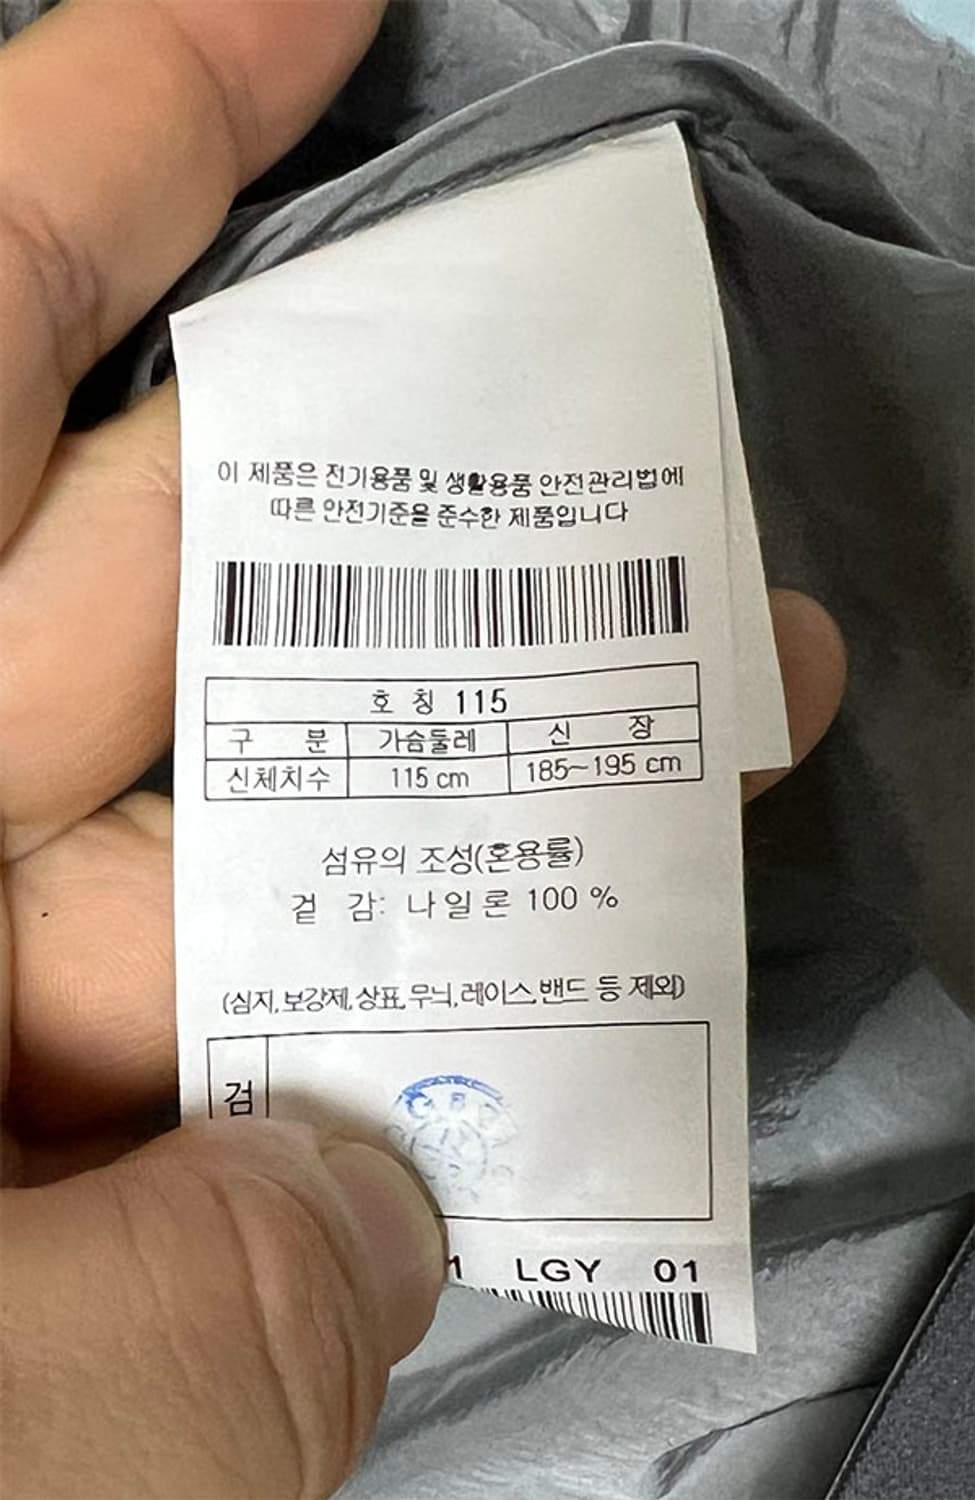 이 제품은 전기용품 및 생활용품 안전관리법에
따른 안전기준을 준수한 제품입니다
호 칭 115
구 분 가슴둘레 신 장
신체치수 115 cm 185~195 cm
섬유의 조성(혼용률)
겉 감: 나일론 100 %
(심지,보강제,상표,무늬,레이스,밴드 등 제외)
검
1 LGY 01